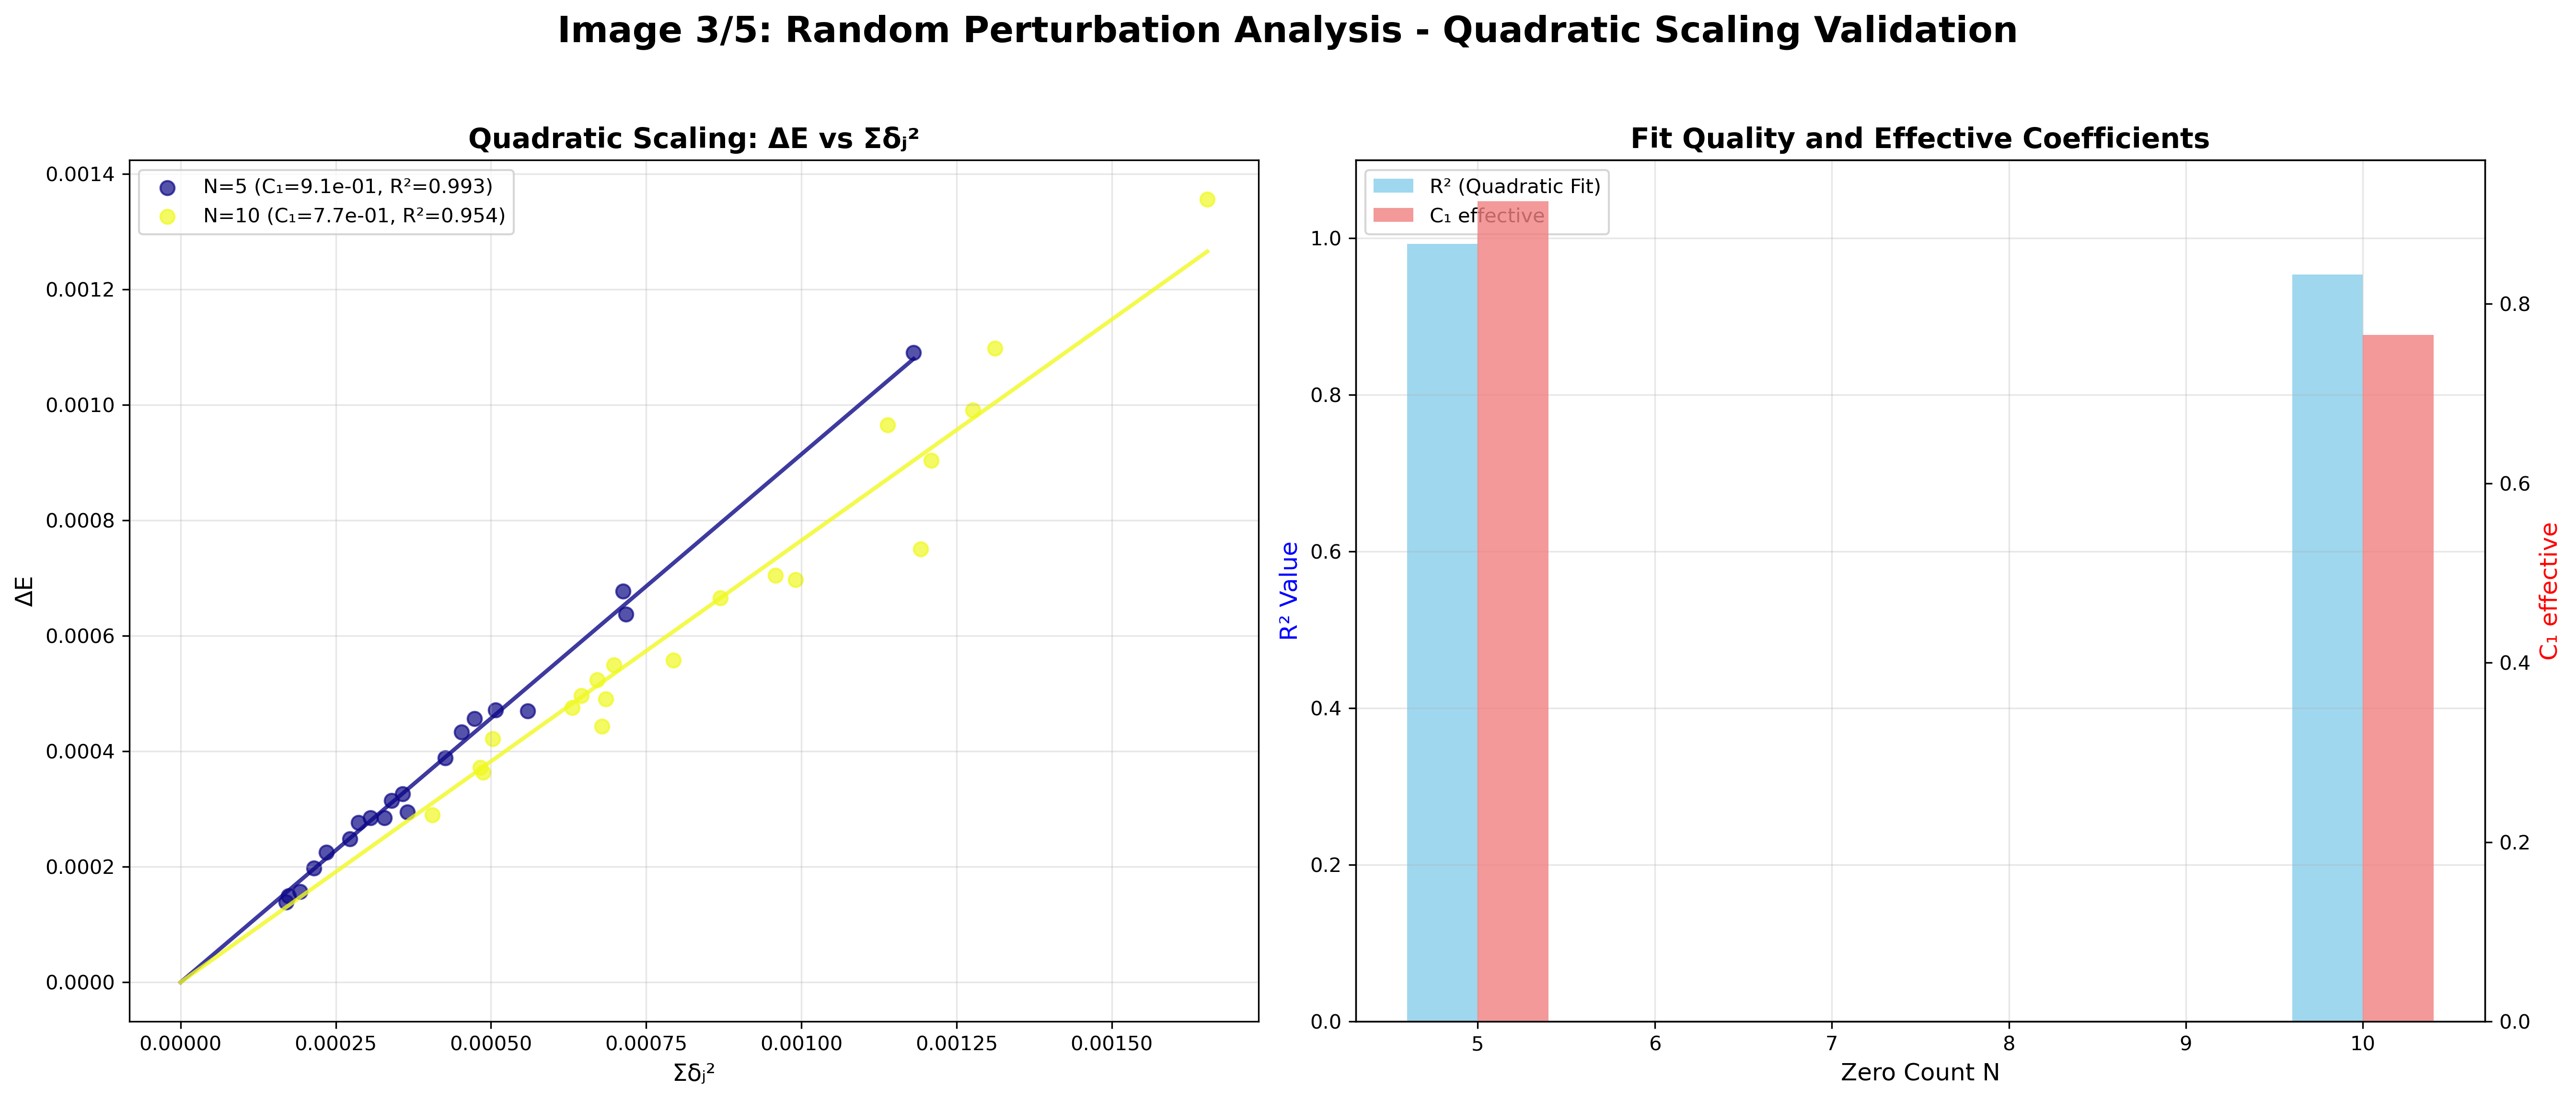 Image 3/5: Random Perturbation Analysis - Quadratic Scaling Validation
Quadratic Scaling: ΔE vs Σδⱼ²
N=5 (C₁=9.1e-01, R²=0.993)
N=10 (C₁=7.7e-01, R²=0.954)
0.0014
0.0012
0.0010
0.0008
0.0006
0.0004
0.0002
0.0000
ΔE
0.00000
0.00025
0.00050
0.00075
0.00100
0.00125
0.00150
Σδⱼ²
Fit Quality and Effective Coefficients
R² (Quadratic Fit)
C₁ effective
1.0
0.8
0.6
0.4
0.2
0.0
R² Value
5
6
7
8
9
10
Zero Count N
0.8
0.6
0.4
0.2
0.0
C₁ effective